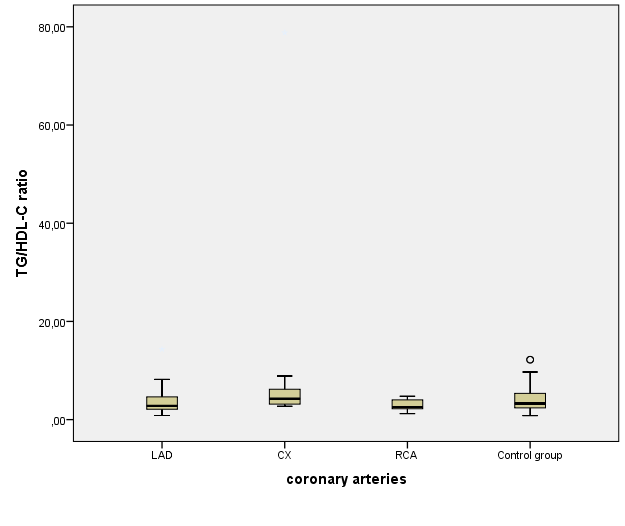 80,00
60,00
40,00
20,00
,00
TG/HDL-C ratio
LAD
CX
RCA
Control group
coronary arteries